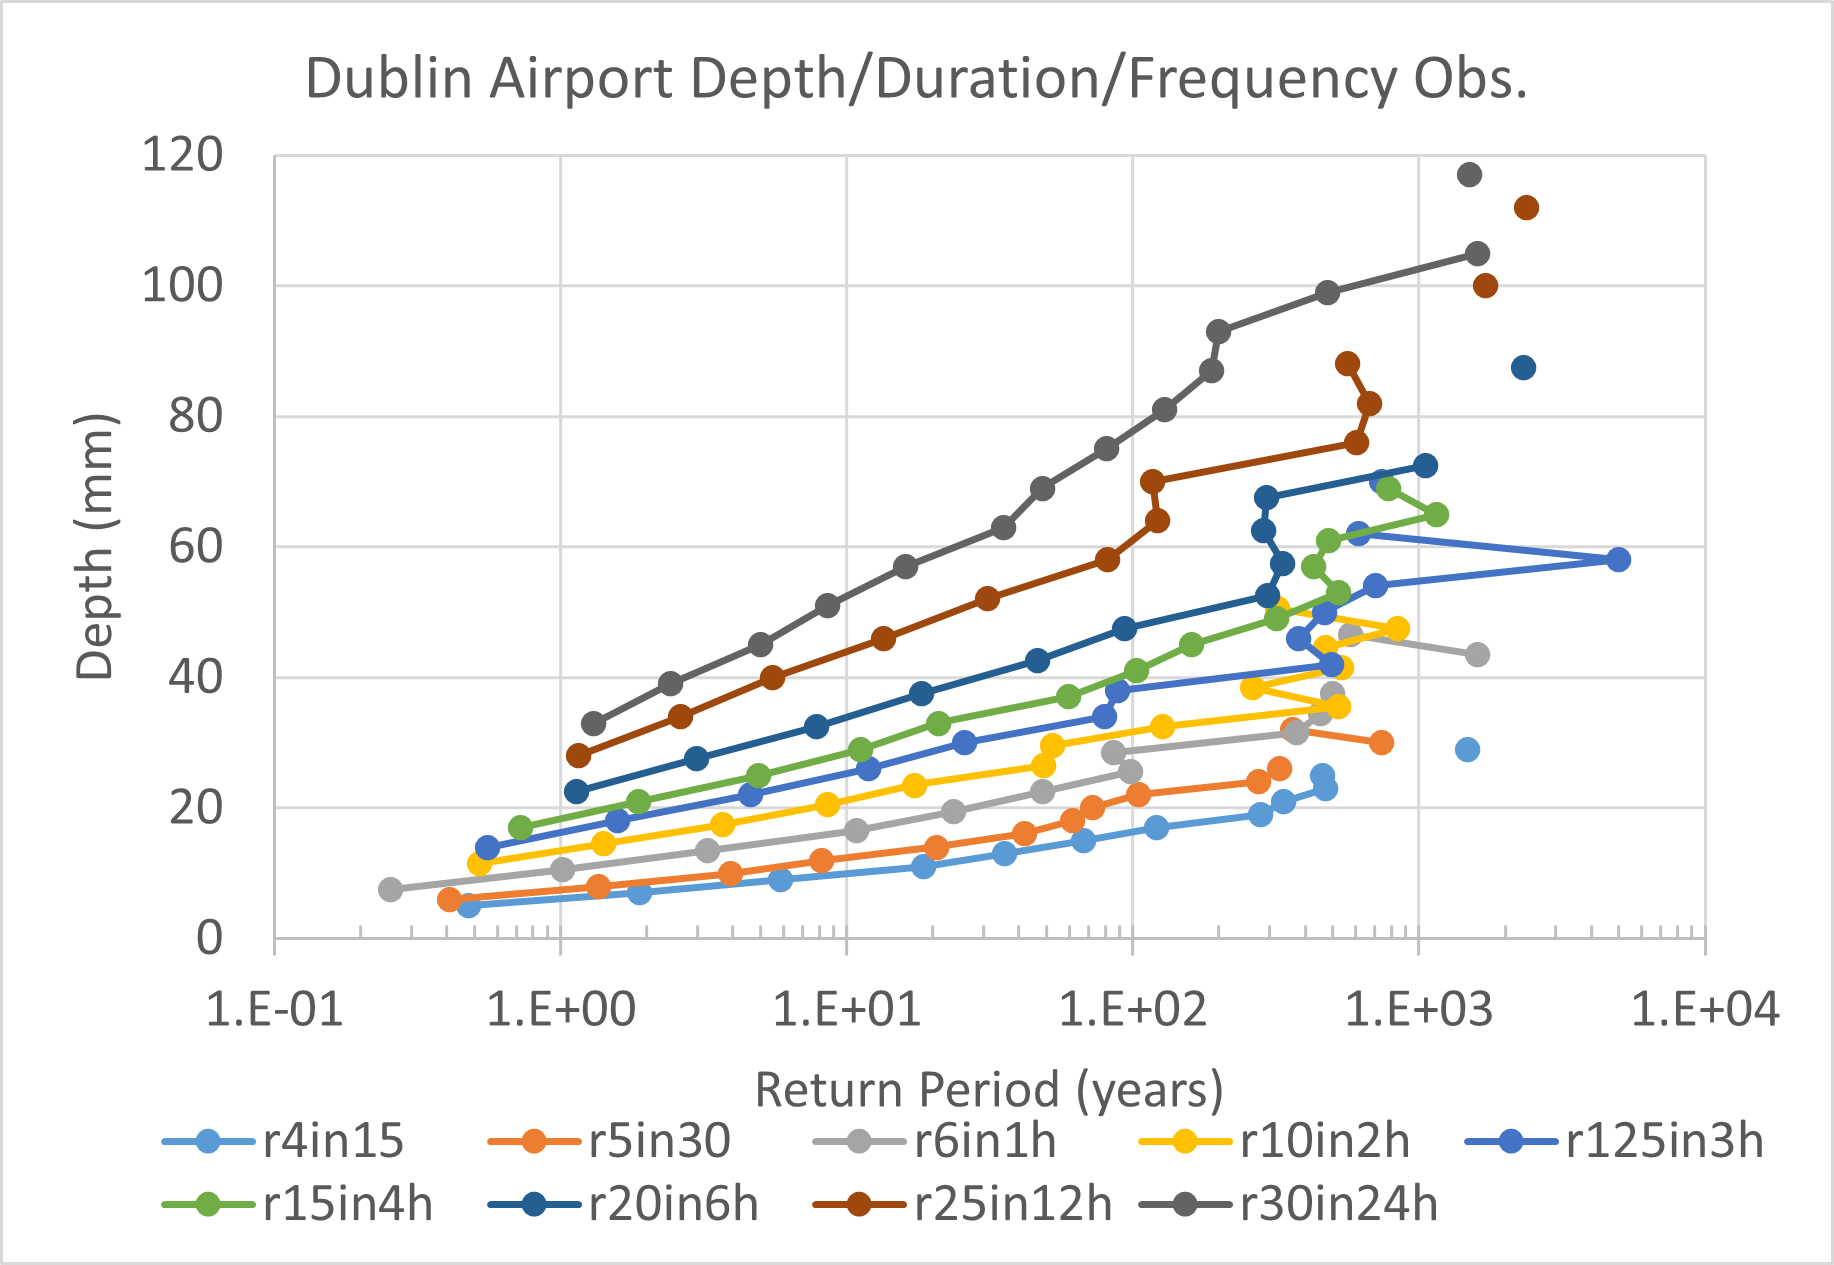 Dublin Airport Depth/Duration/Frequency Obs.
120
100
80
60
40
20
0
Depth (mm)
1.E-01 1.E+00 1.E+01 1.E+02 1.E+03 1.E+04
Return Period (years)
r4in15 r5in30 r6in1h r10in2h r125in3h
r15in4h r20in6h r25in12h r30in24h